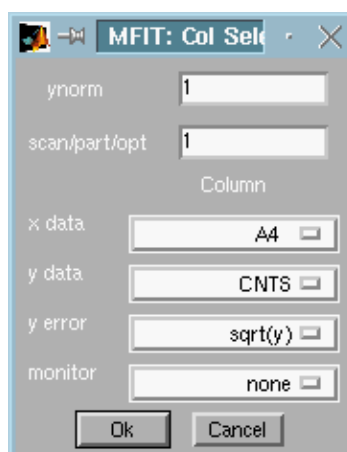 MFIT: Col Sele
ynorm 1
scan/part/opt 1
Column
x data A4
y data CNTS
y error sqrt(y)
monitor none
Ok Cancel